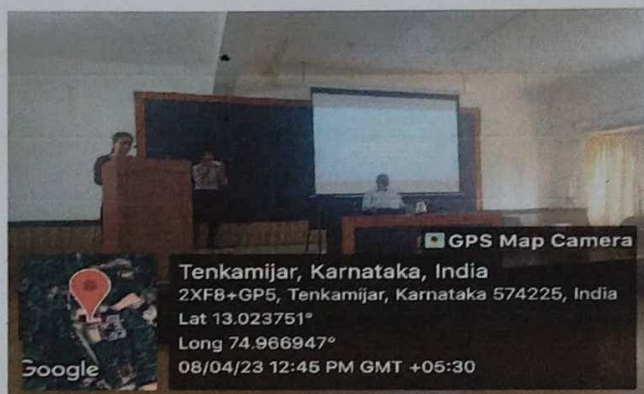 GPS Map Camera
Tenkamijar, Karnataka, India
2XF8+GP5, Tenkamijar, Karnataka 574225, India
Lat 13.023751°
Long 74.966947°
08/04/23 12:45 PM GMT +05:30
Google